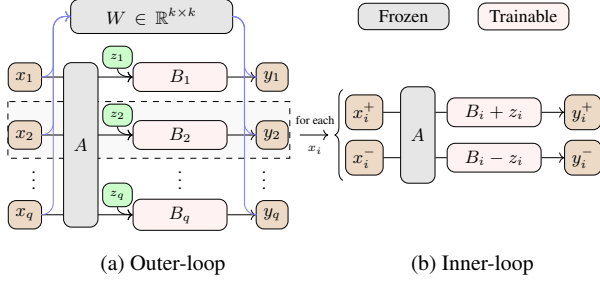 W ∈ ℝ^{k×k}
Frozen
Trainable
x_1
z_1
B_1
y_1
x_2
z_2
B_2
y_2
A
⋮
⋮
⋮
x_q
z_q
B_q
y_q
for each
x_i
x_i^+
A
B_i + z_i
y_i^+
x_i^-
B_i − z_i
y_i^-
(a) Outer-loop
(b) Inner-loop